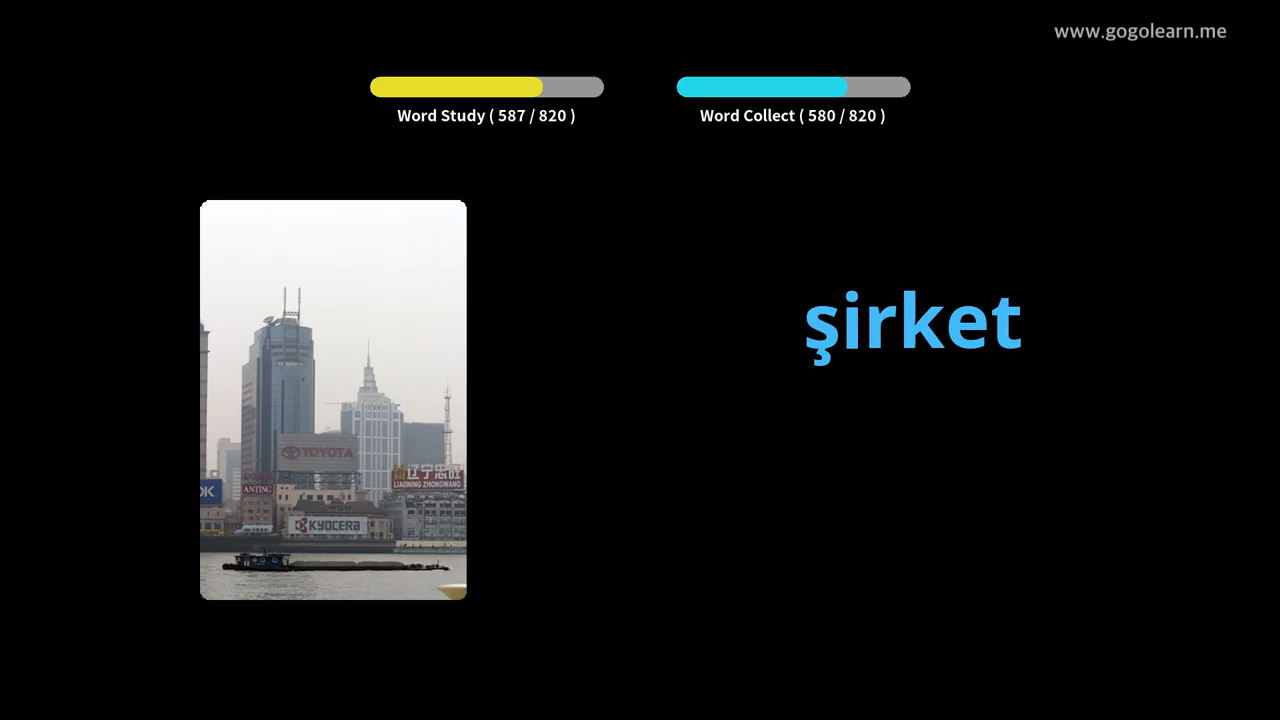 www.gogolearn.me
Word Study ( 587 / 820 )
Word Collect ( 580 / 820 )
şirket
TOYOTA
辽宁忠旺
LIAONING ZHONGWANG
OK
ANTING
KYOCERA